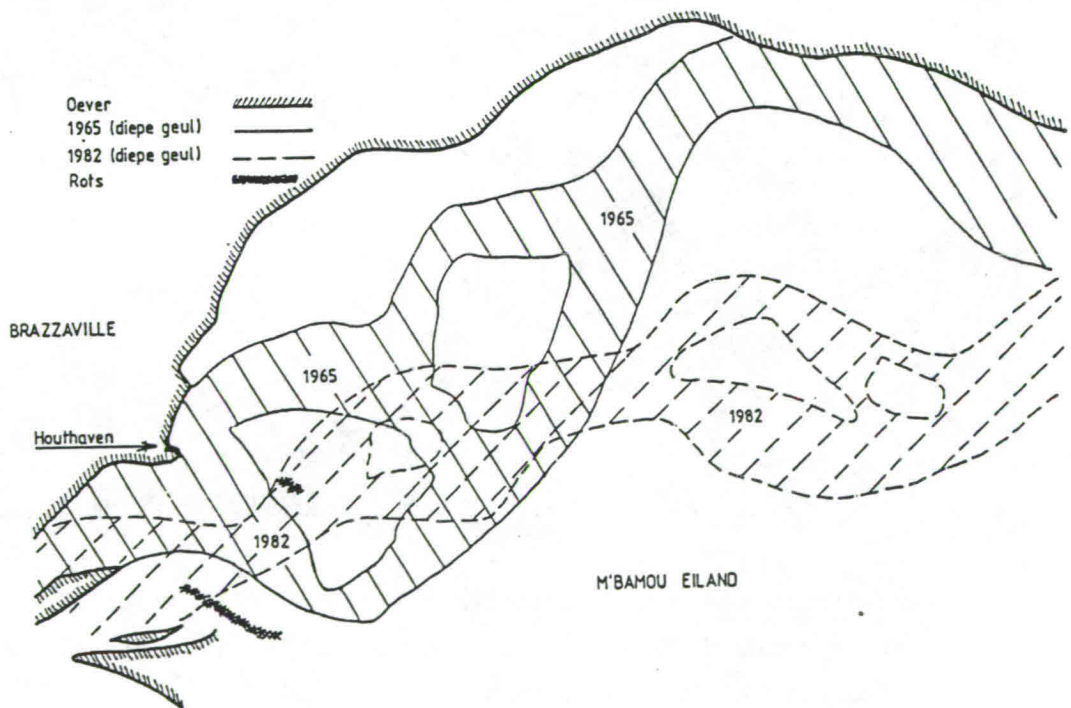 Oever
1965 (diepe geul)
1982 (diepe geul)
Rots
1965
BRAZZAVILLE
1965
1982
Houthaven
1982
M'BAMOU EILAND